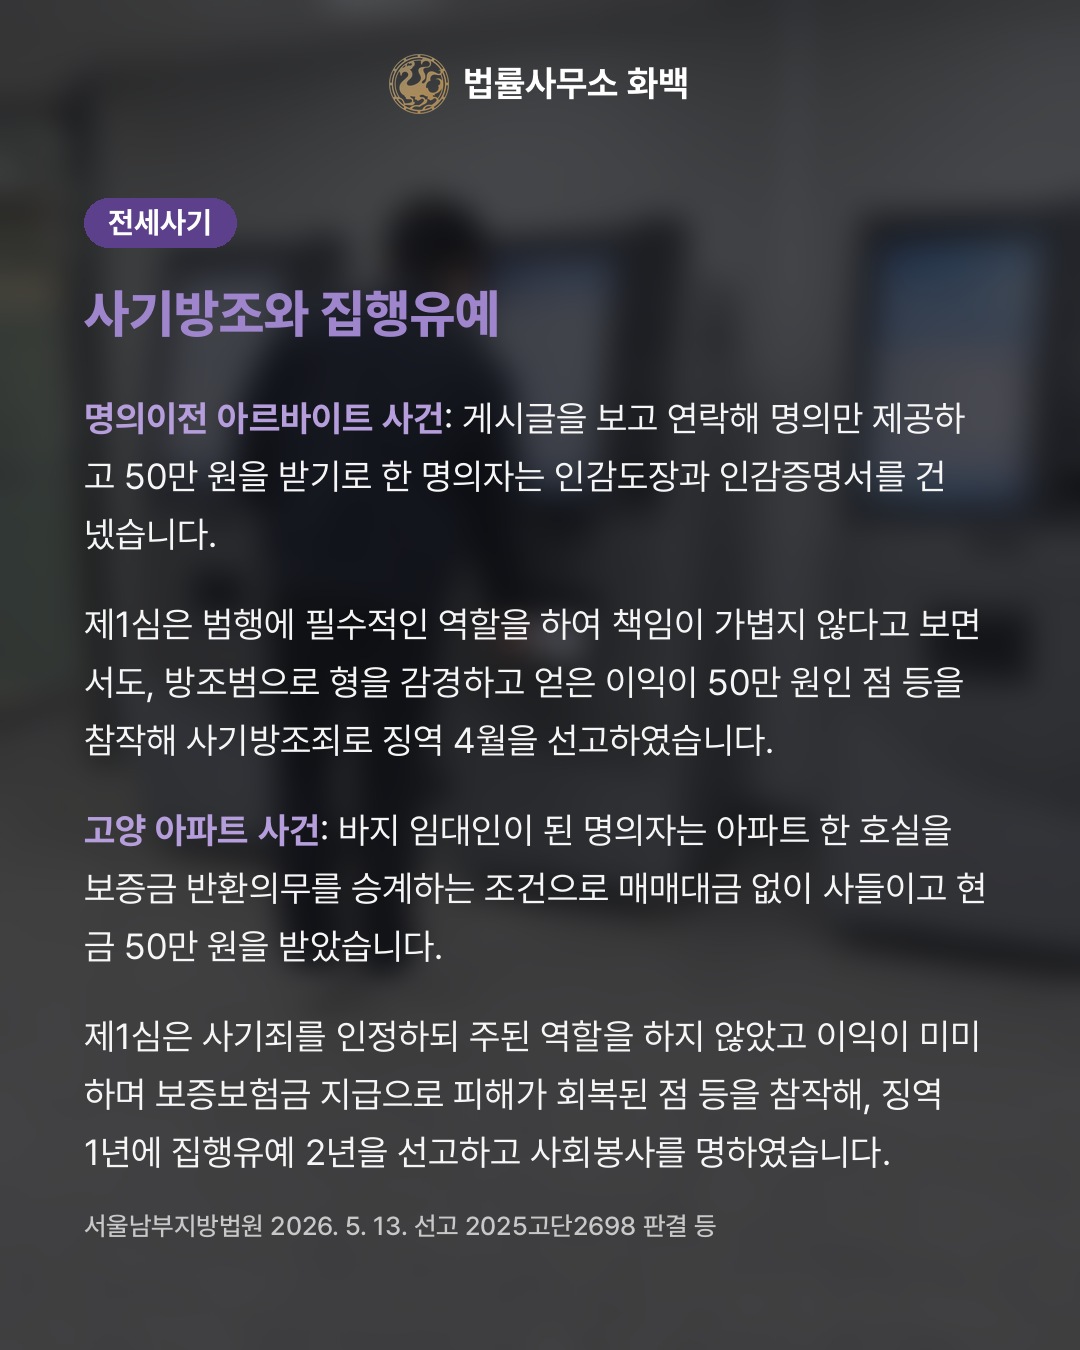 법률사무소 화백
전세사기
사기방조와 집행유예
명의이전 아르바이트 사건: 게시글을 보고 연락해 명의만 제공하
고 50만 원을 받기로 한 명의자는 인감도장과 인감증명서를 건
넸습니다.
제1심은 범행에 필수적인 역할을 하여 책임이 가볍지 않다고 보면
서도, 방조범으로 형을 감경하고 얻은 이익이 50만 원인 점 등을
참작해 사기방조죄로 징역 4월을 선고하였습니다.
고양 아파트 사건: 바지 임대인이 된 명의자는 아파트 한 호실을
보증금 반환의무를 승계하는 조건으로 매매대금 없이 사들이고 현
금 50만 원을 받았습니다.
제1심은 사기죄를 인정하되 주된 역할을 하지 않았고 이익이 미미
하며 보증보험금 지급으로 피해가 회복된 점 등을 참작해, 징역
1년에 집행유예 2년을 선고하고 사회봉사를 명하였습니다.
서울남부지방법원 2026. 5. 13. 선고 2025고단2698 판결 등